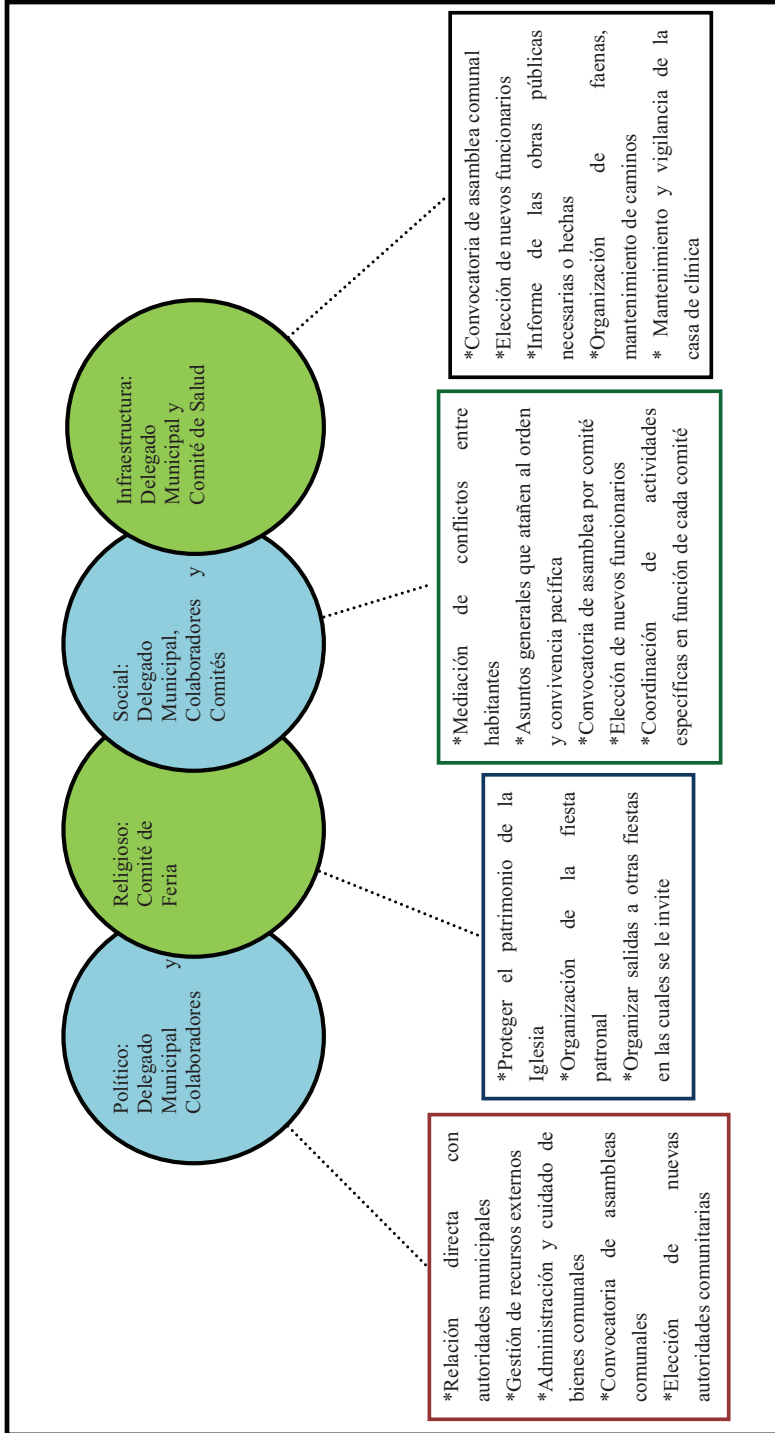 Político:
Delegado
Municipal y
Colaboradores
Religioso:
Comité de
Feria
Social:
Delegado
Municipal,
Colaboradores y
Comités
Infraestructura:
Delegado
Municipal y
Comité de Salud
*Relación directa con
autoridades municipales
*Gestión de recursos externos
*Administración y cuidado de
bienes comunales
*Convocatoria de asambleas
comunales
*Elección de nuevas
autoridades comunitarias
*Proteger el patrimonio de la
Iglesia
*Organización de la fiesta
patronal
*Organizar salidas a otras fiestas
en las cuales se le invite
*Mediación de conflictos entre
habitantes
*Asuntos generales que atañen al orden
y convivencia pacífica
*Convocatoria de asamblea por comité
*Elección de nuevos funcionarios
*Coordinación de actividades
específicas en función de cada comité
*Convocatoria de asamblea comunal
*Elección de nuevos funcionarios
*Informe de las obras públicas
necesarias o hechas
*Organización de faenas,
mantenimiento de caminos
* Mantenimiento y vigilancia de la
casa de clínica